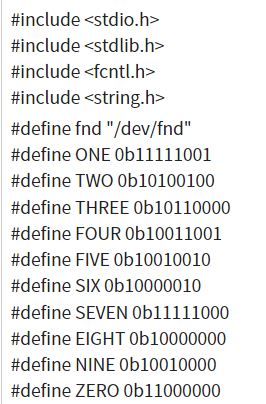 #include <stdio.h>
#include <stdlib.h>
#include <fcntl.h>
#include <string.h>
#define fnd "/dev/fnd"
#define ONE 0b11111001
#define TWO 0b10100100
#define THREE 0b10110000
#define FOUR 0b10011001
#define FIVE 0b10010010
#define SIX 0b10000010
#define SEVEN 0b11111000
#define EIGHT 0b10000000
#define NINE 0b10010000
#define ZERO 0b11000000